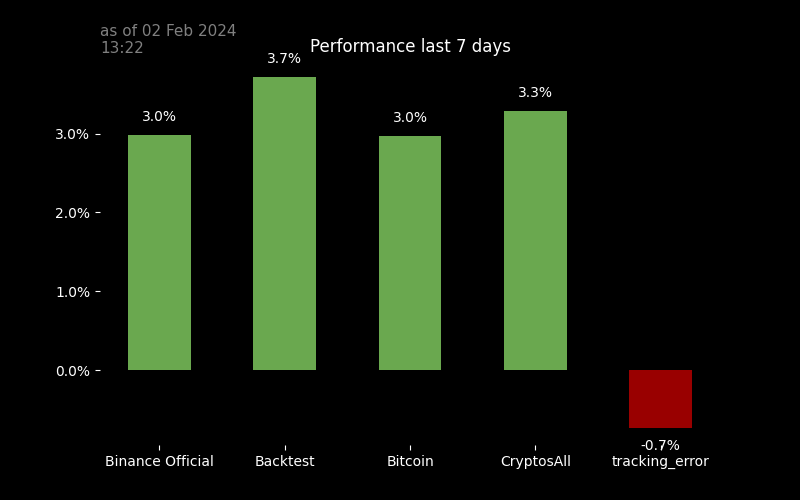 as of 02 Feb 2024
13:22
Performance last 7 days
3.0%
3.7%
3.0%
3.3%
-0.7%
3.0%
2.0%
1.0%
0.0%
Binance Official
Backtest
Bitcoin
CryptosAll
tracking_error